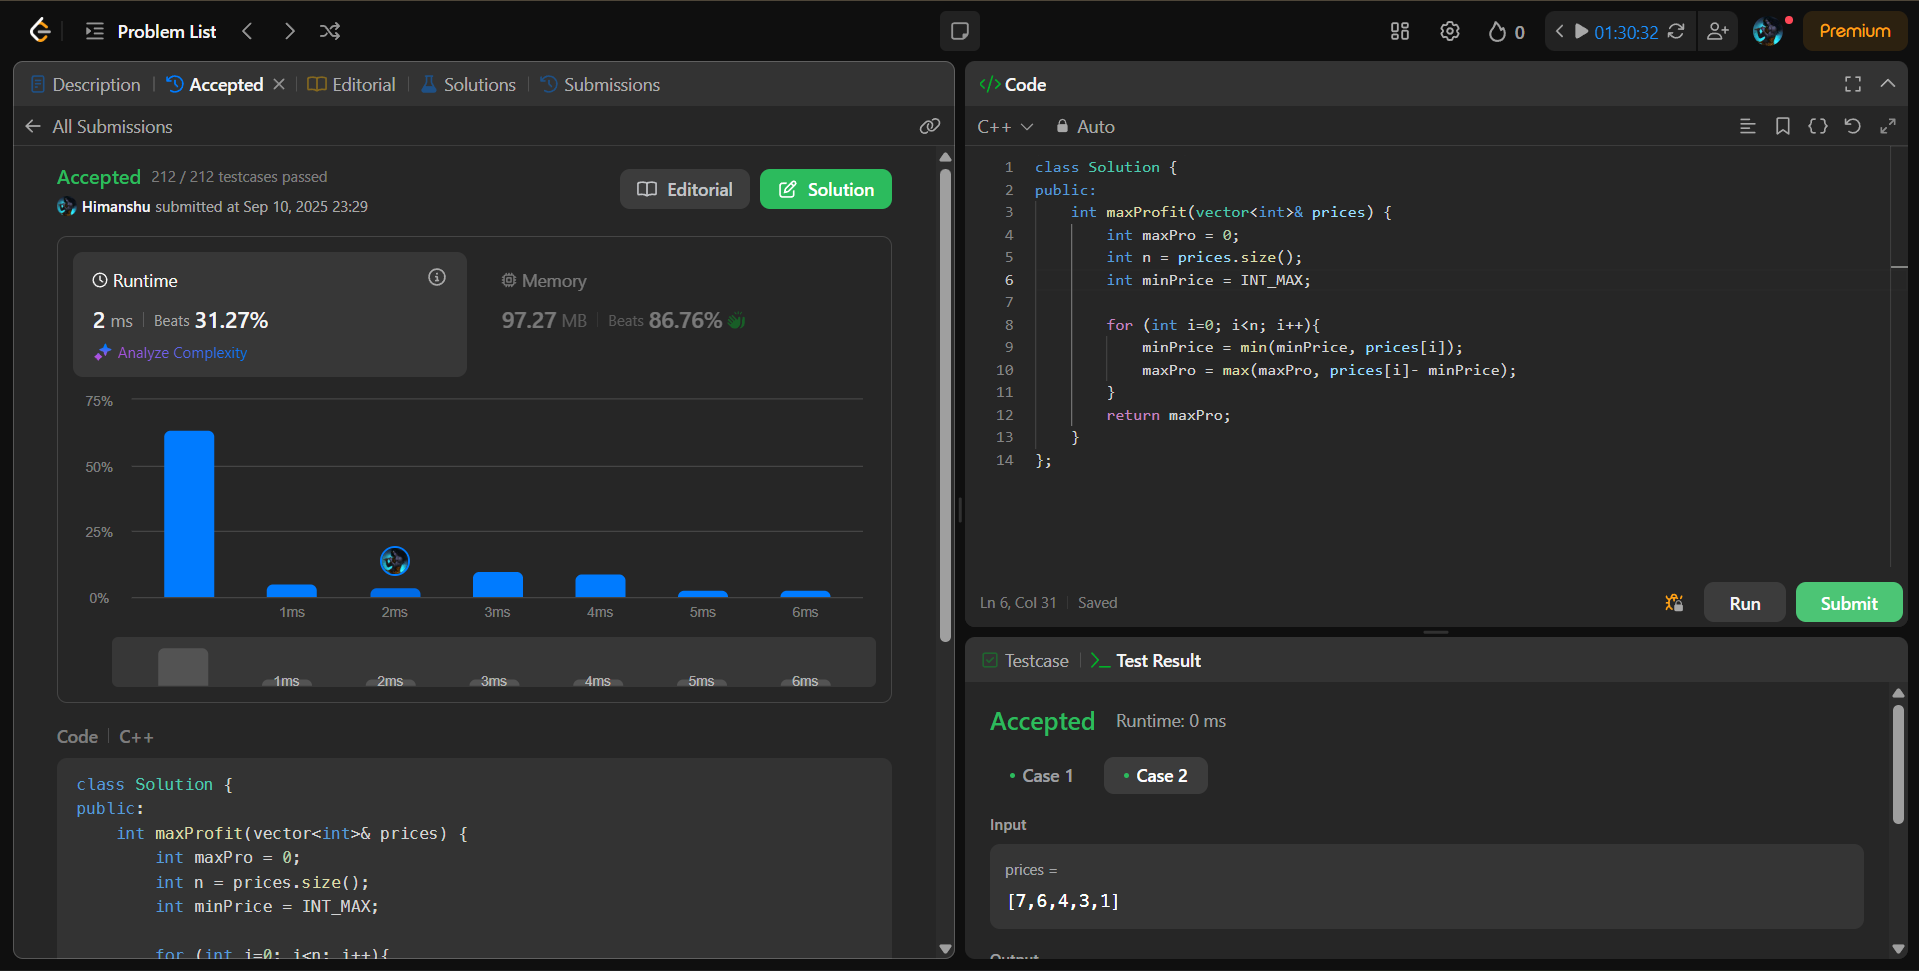 Problem List
0
01:30:32
Premium
Description
Accepted
Editorial
Solutions
Submissions
All Submissions
Accepted 212 / 212 testcases passed
Himanshu submitted at Sep 10, 2025 23:29
Editorial
Solution
Runtime
2 ms Beats 31.27%
Analyze Complexity
Memory
97.27 MB Beats 86.76%
75%
50%
25%
0%
1ms 2ms 3ms 4ms 5ms 6ms
1ms 2ms 3ms 4ms 5ms 6ms
Code C++
class Solution {
public:
    int maxProfit(vector<int>& prices) {
        int maxPro = 0;
        int n = prices.size();
        int minPrice = INT_MAX;
        for (int i=0; i<n; i++){
</> Code
C++ Auto
1 class Solution {
2 public:
3     int maxProfit(vector<int>& prices) {
4         int maxPro = 0;
5         int n = prices.size();
6         int minPrice = INT_MAX;
7
8         for (int i=0; i<n; i++){
9             minPrice = min(minPrice, prices[i]);
10             maxPro = max(maxPro, prices[i]- minPrice);
11         }
12         return maxPro;
13     }
14 };
Ln 6, Col 31 Saved
Run
Submit
Testcase
Test Result
Accepted Runtime: 0 ms
• Case 1
• Case 2
Input
prices =
[7,6,4,3,1]
Output